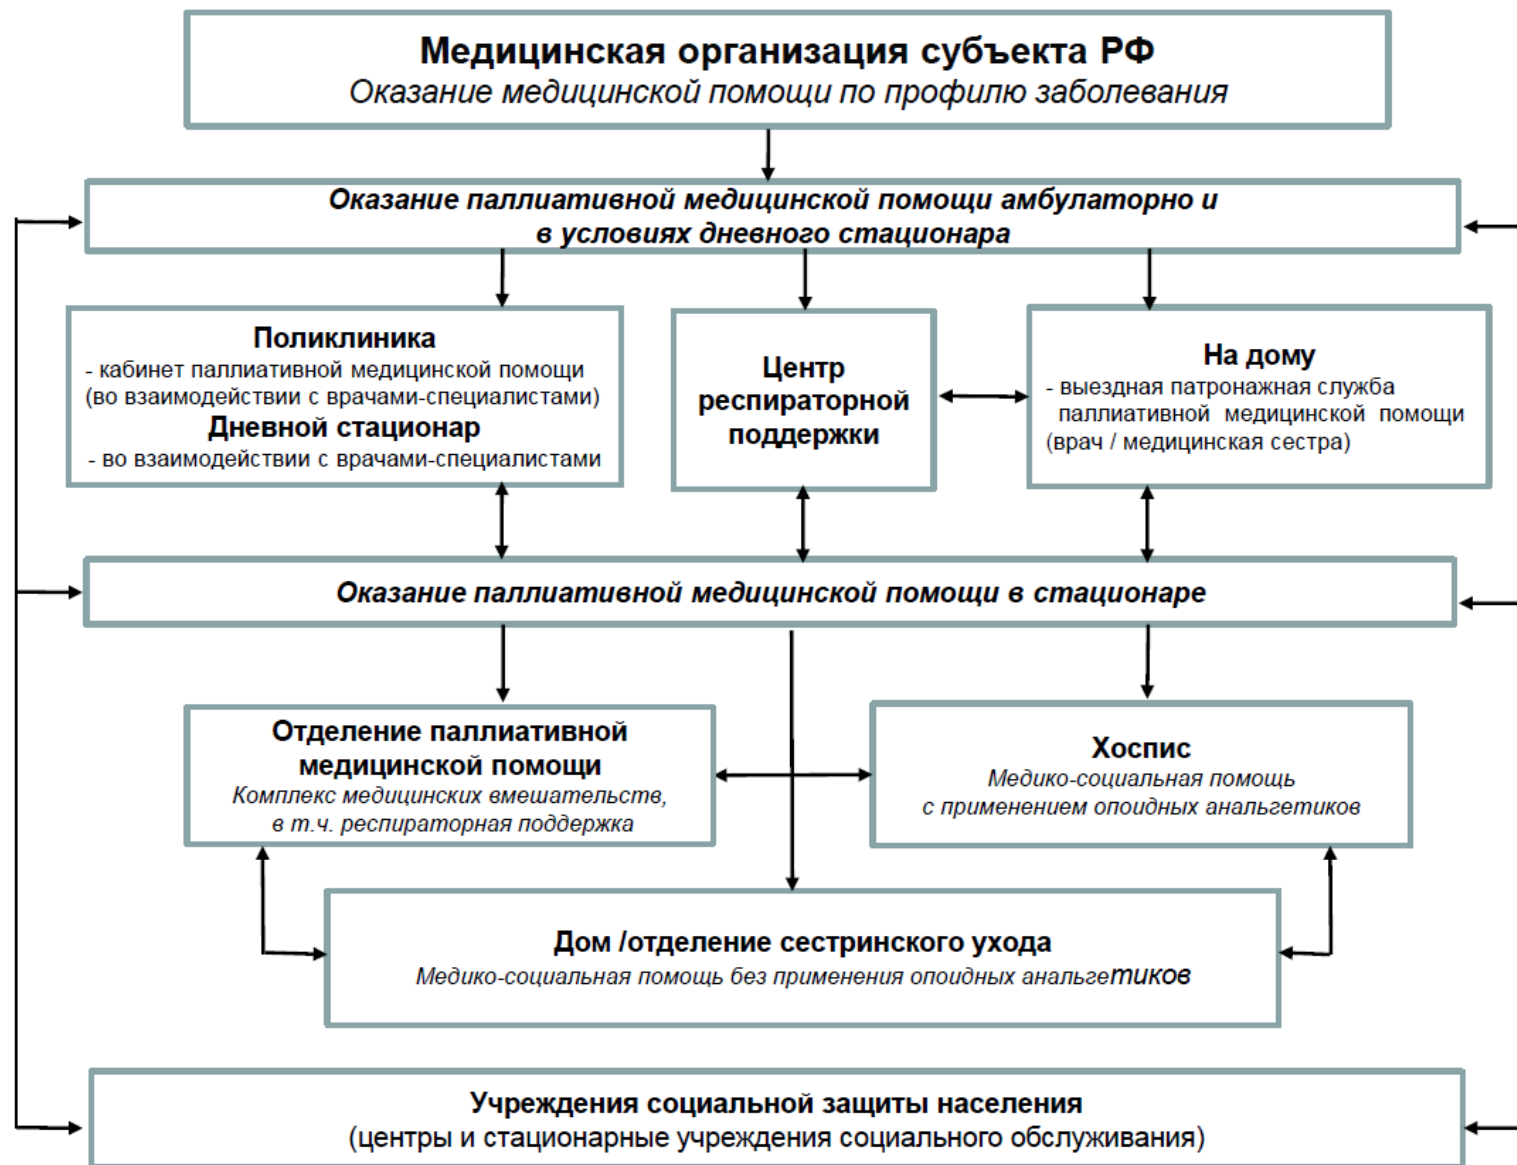 Медицинская организация субъекта РФ
Оказание медицинской помощи по профилю заболевания
Оказание паллиативной медицинской помощи амбулаторно и
в условиях дневного стационара
Поликлиника
- кабинет паллиативной медицинской помощи
(во взаимодействии с врачами-специалистами)
Дневной стационар
- во взаимодействии с врачами-специалистами
Центр
респираторной
поддержки
На дому
- выездная патронажная служба
паллиативной медицинской помощи
(врач / медицинская сестра)
Оказание паллиативной медицинской помощи в стационаре
Отделение паллиативной
медицинской помощи
Комплекс медицинских вмешательств,
в т.ч. респираторная поддержка
Хоспис
Медико-социальная помощь
с применением опоидных анальгетиков
Дом /отделение сестринского ухода
Медико-социальная помощь без применения опоидных анальгетиков
Учреждения социальной защиты населения
(центры и стационарные учреждения социального обслуживания)